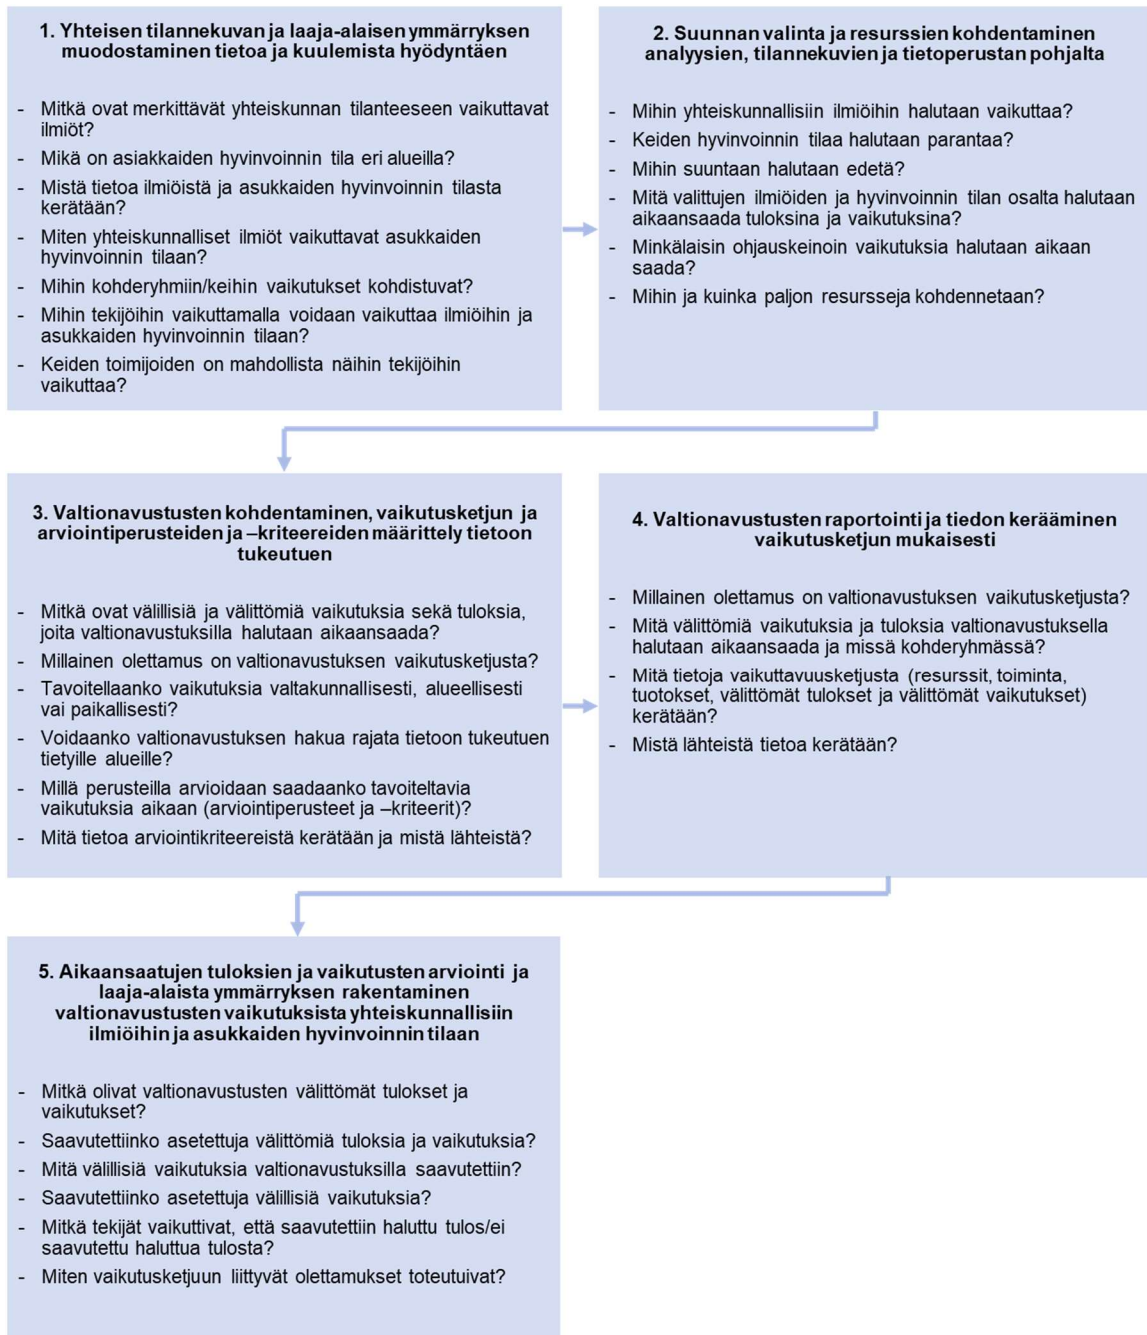 1. Yhteisen tilannekuvan ja laaja-alaisen ymmärryksen
muodostaminen tietoa ja kuulemista hyödyntäen
- Mitkä ovat merkittävät yhteiskunnan tilanteeseen vaikuttavat
ilmiöt?
- Mikä on asiakkaiden hyvinvoinnin tila eri alueilla?
- Mistä tietoa ilmiöistä ja asukkaiden hyvinvoinnin tilasta
kerätään?
- Miten yhteiskunnalliset ilmiöt vaikuttavat asukkaiden
hyvinvoinnin tilaan?
- Mihin kohderyhmiin/keihin vaikutukset kohdistuvat?
- Mihin tekijöihin vaikuttamalla voidaan vaikuttaa ilmiöihin ja
asukkaiden hyvinvoinnin tilaan?
- Keiden toimijoiden on mahdollista näihin tekijöihin
vaikuttaa?
2. Suunnan valinta ja resurssien kohdentaminen
analyysien, tilannekuvien ja tietoperustan pohjalta
- Mihin yhteiskunnallisiin ilmiöihin halutaan vaikuttaa?
- Keiden hyvinvoinnin tilaa halutaan parantaa?
- Mihin suuntaan halutaan edetä?
- Mitä valittujen ilmiöiden ja hyvinvoinnin tilan osalta halutaan
aikaansaada tuloksina ja vaikutuksina?
- Minkälaisin ohjauskeinoin vaikutuksia halutaan aikaan
saada?
- Mihin ja kuinka paljon resursseja kohdennetaan?
3. Valtionavustusten kohdentaminen, vaikutusketjun ja
arviointiperusteiden ja –kriteereiden määrittely tietoon
tukeutuen
- Mitkä ovat välillisiä ja välittömiä vaikutuksia sekä tuloksia,
joita valtionavustuksilla halutaan aikaansaada?
- Millainen olettamus on valtionavustuksen vaikutusketjusta?
- Tavoitellaanko vaikutuksia valtakunnallisesti, alueellisesti
vai paikallisesti?
- Voidaanko valtionavustuksen hakua rajata tietoon tukeutuen
tietyille alueille?
- Millä perusteilla arvioidaan saadaanko tavoiteltavia
vaikutuksia aikaan (arviointiperusteet ja –kriteerit)?
- Mitä tietoa arviointikriteereistä kerätään ja mistä lähteistä?
4. Valtionavustusten raportointi ja tiedon kerääminen
vaikutusketjun mukaisesti
- Millainen olettamus on valtionavustuksen vaikutusketjusta?
- Mitä välittömiä vaikutuksia ja tuloksia valtionavustuksella
halutaan aikaansaada ja missä kohderyhmässä?
- Mitä tietoja vaikuttavuusketjusta (resurssit, toiminta,
tuotokset, välittömät tulokset ja välittömät vaikutukset)
kerätään?
- Mistä lähteistä tietoa kerätään?
5. Aikaansaatujen tuloksien ja vaikutusten arviointi ja
laaja-alaista ymmärryksen rakentaminen
valtionavustusten vaikutuksista yhteiskunnallisiin
ilmiöihin ja asukkaiden hyvinvoinnin tilaan
- Mitkä olivat valtionavustusten välittömät tulokset ja
vaikutukset?
- Saavutettiinko asetettuja välittömiä tuloksia ja vaikutuksia?
- Mitä välillisiä vaikutuksia valtionavustuksilla saavutettiin?
- Saavutettiinko asetettuja välillisiä vaikutuksia?
- Mitkä tekijät vaikuttivat, että saavutettiin haluttu tulos/ei
saavutettu haluttua tulosta?
- Miten vaikutusketjuun liittyvät olettamukset toteutuivat?